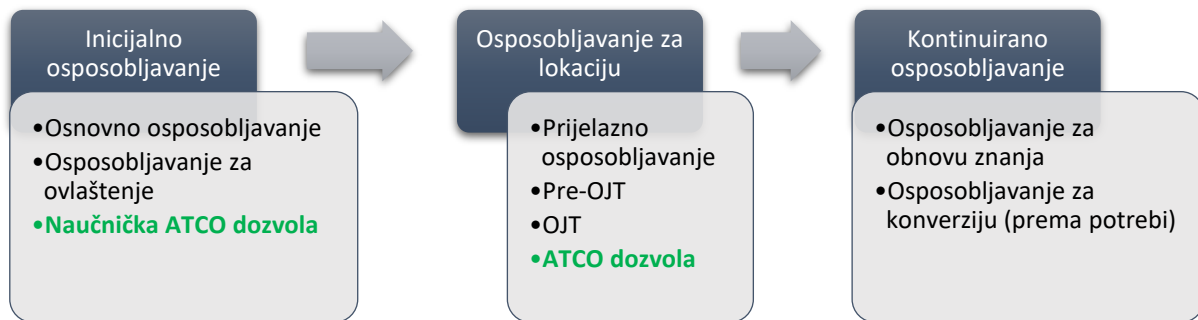 Inicijalno
osposobljavanje
•Osnovno osposobljavanje
•Osposobljavanje za
ovlaštenje
•Naučnička ATCO dozvola
Osposobljavanje za
lokaciju
•Prijelazno
osposobljavanje
•Pre-OJT
•OJT
•ATCO dozvola
Kontinuirano
osposobljavanje
•Osposobljavanje za
obnovu znanja
•Osposobljavanje za
konverziju (prema potrebi)